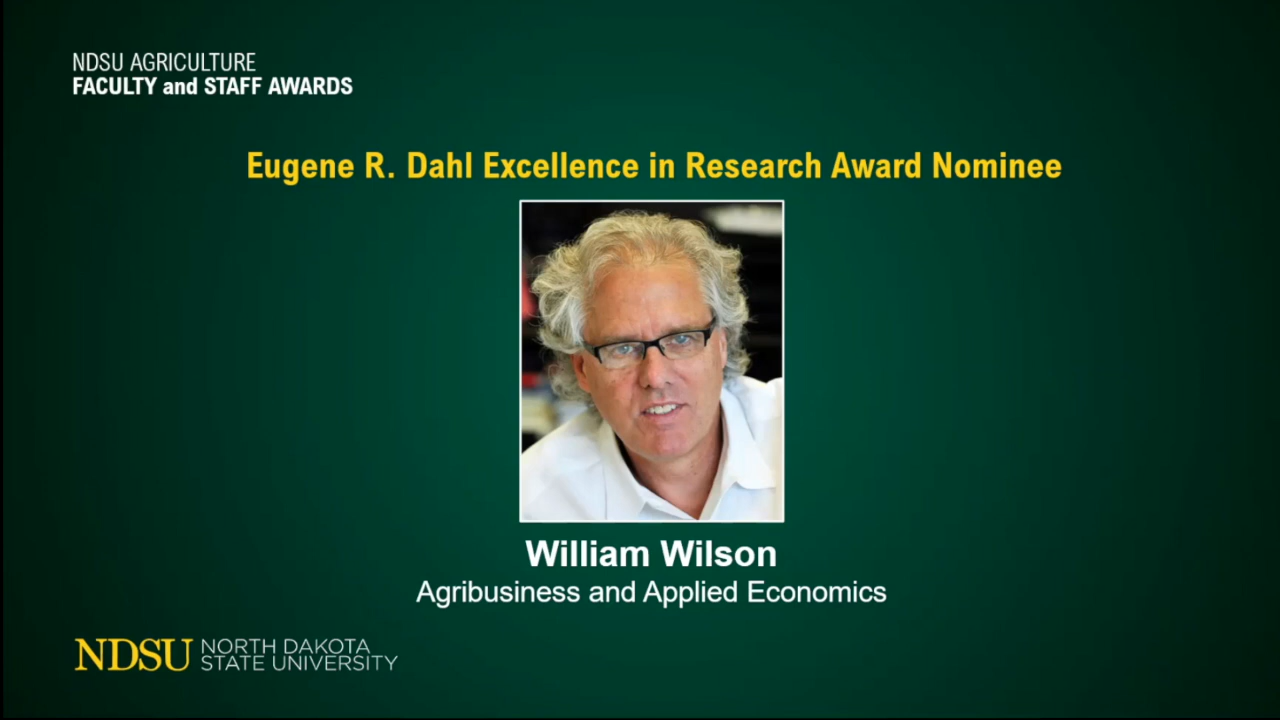 NDSU AGRICULTURE
FACULTY and STAFF AWARDS
Eugene R. Dahl Excellence in Research Award Nominee
William Wilson
Agribusiness and Applied Economics
NDSU NORTH DAKOTA
STATE UNIVERSITY